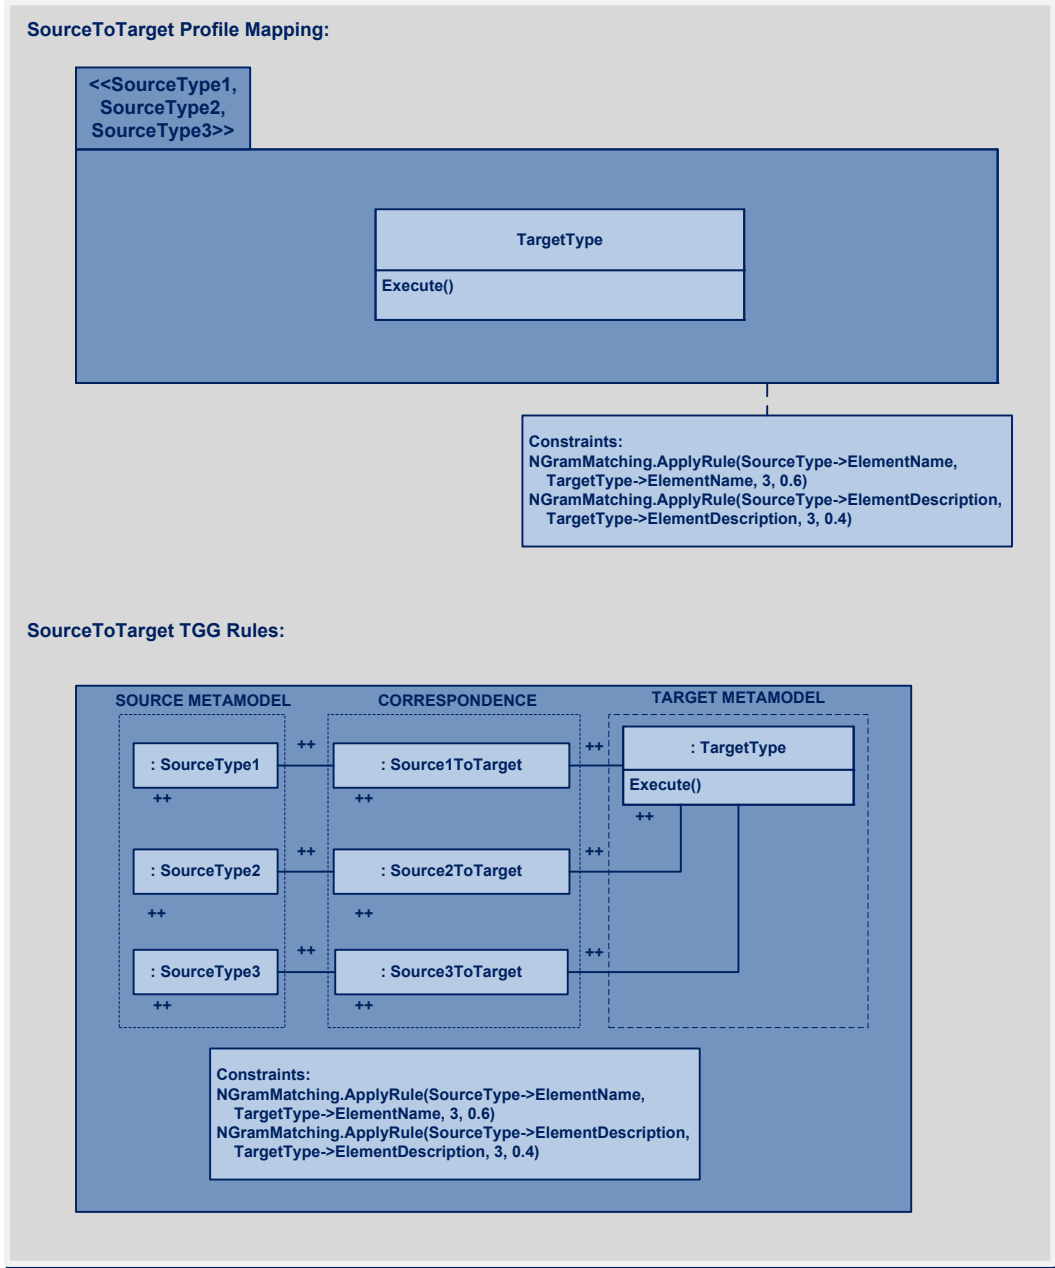 SourceToTarget Profile Mapping:
<<SourceType1,
SourceType2,
SourceType3>>
TargetType
Execute()
Constraints:
NGramMatching.ApplyRule(SourceType->ElementName,
TargetType->ElementName, 3, 0.6)
NGramMatching.ApplyRule(SourceType->ElementDescription,
TargetType->ElementDescription, 3, 0.4)
SourceToTarget TGG Rules:
SOURCE METAMODEL CORRESPONDENCE TARGET METAMODEL
++ ++ : TargetType
: SourceType1 : Source1ToTarget
Execute()
++ ++
++
++ ++
: SourceType2 : Source2ToTarget
++ ++
++ ++
: SourceType3 : Source3ToTarget
++ ++
Constraints:
NGramMatching.ApplyRule(SourceType->ElementName,
TargetType->ElementName, 3, 0.6)
NGramMatching.ApplyRule(SourceType->ElementDescription,
TargetType->ElementDescription, 3, 0.4)